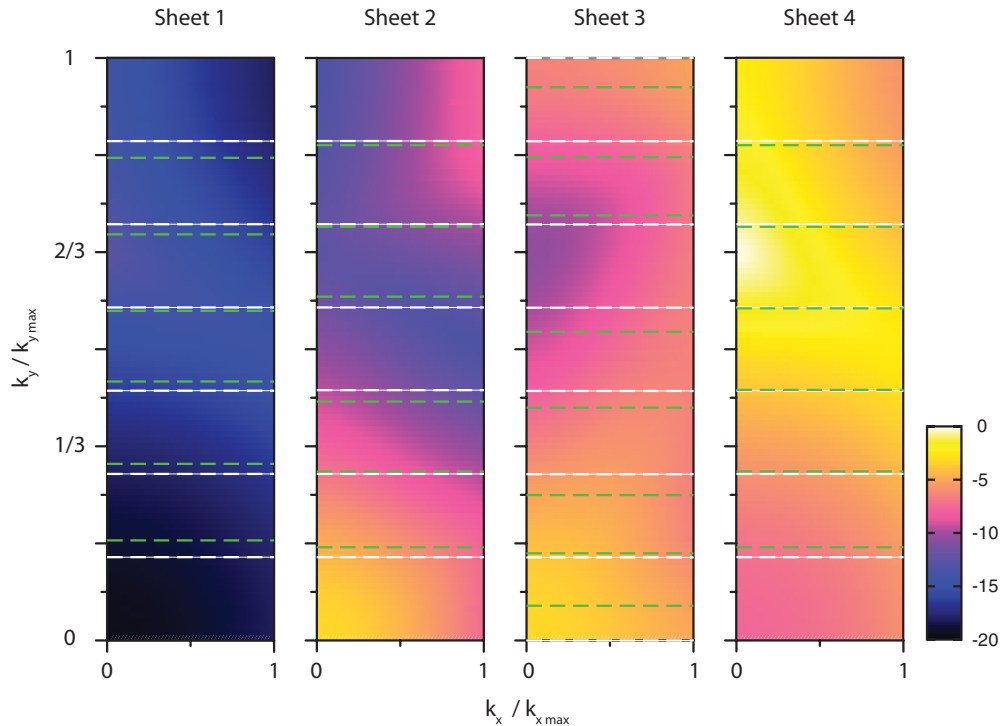 Sheet 1 Sheet 2 Sheet 3 Sheet 4
1
2/3
k_y / k_y max
1/3
0
0 1 0 1 0 1 0 1
k_x / k_x max
0
-5
-10
-15
-20